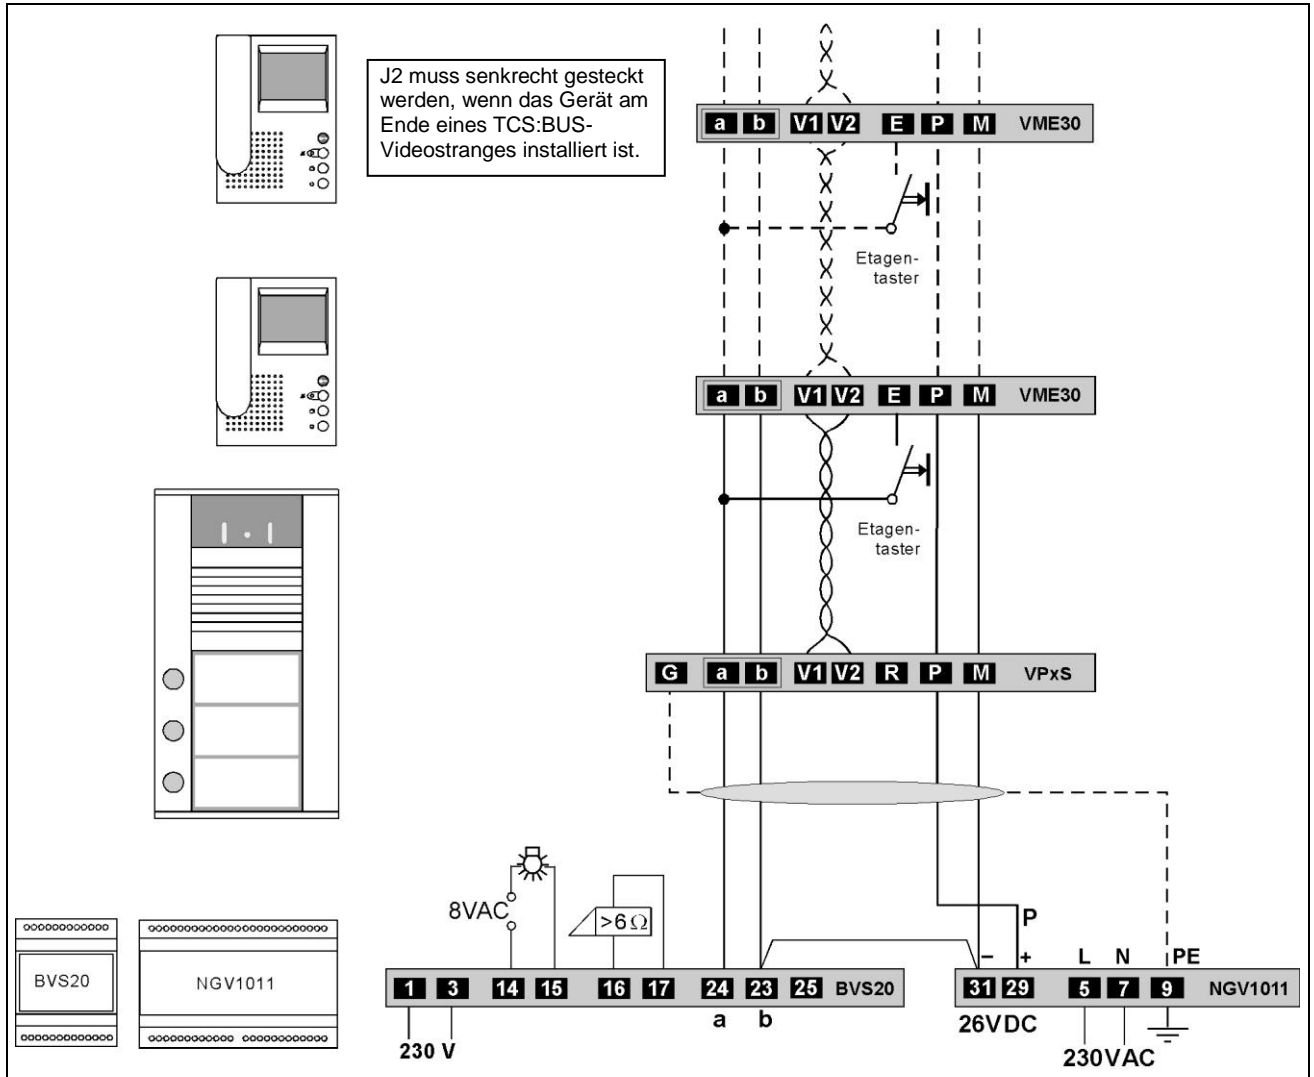 J2 muss senkrecht gesteckt
werden, wenn das Gerät am
Ende eines TCS:BUS-
Videostranges installiert ist.
a b V1 V2 E P M VME30
Etagen-
taster
a b V1 V2 E P M VME30
Etagen-
taster
G a b V1 V2 R P M VPxS
8VAC
>6 Ω
P
− + L N PE
BVS20
NGV1011
1 3 14 15 16 17 24 23 25 BVS20
31 29 5 7 9 NGV1011
a b
230 V
26VDC
230VAC